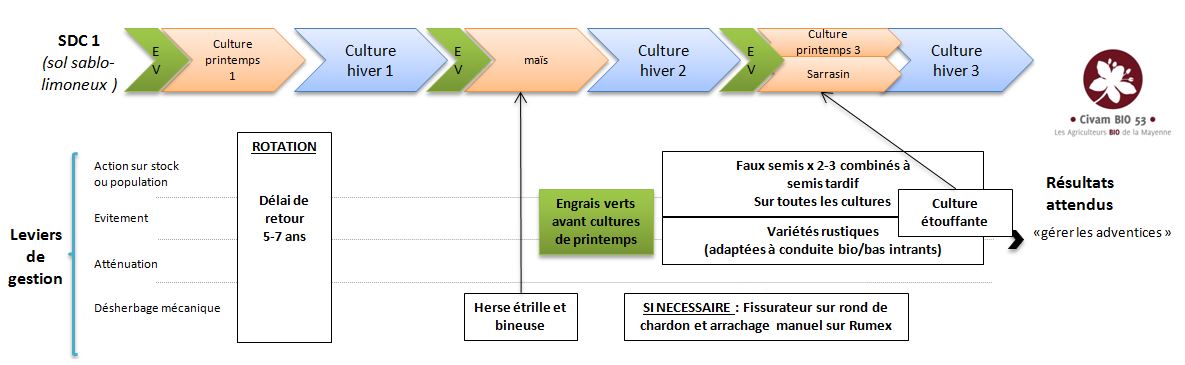 SDC 1
(sol sablo-
limoneux )
E
V
Culture
printemps
1
Culture
hiver 1
E
V
maïs
Culture
hiver 2
E
V
Culture
printemps 3
Sarrasin
Culture
hiver 3
• Civam BIO 53 •
Les Agriculteurs BIO de la Mayenne
Leviers
de
gestion
Action sur stock
ou population
Evitement
Atténuation
Désherbage mécanique
ROTATION
Délai de
retour
5-7 ans
Engrais verts
avant cultures
de printemps
Faux semis x 2-3 combinés à
semis tardif
Sur toutes les cultures
Variétés rustiques
(adaptées à conduite bio/bas intrants)
Culture
étouffante
Herse étrille et
bineuse
SI NECESSAIRE : Fissurateur sur rond de
chardon et arrachage manuel sur Rumex
Résultats
attendus
«gérer les adventices »